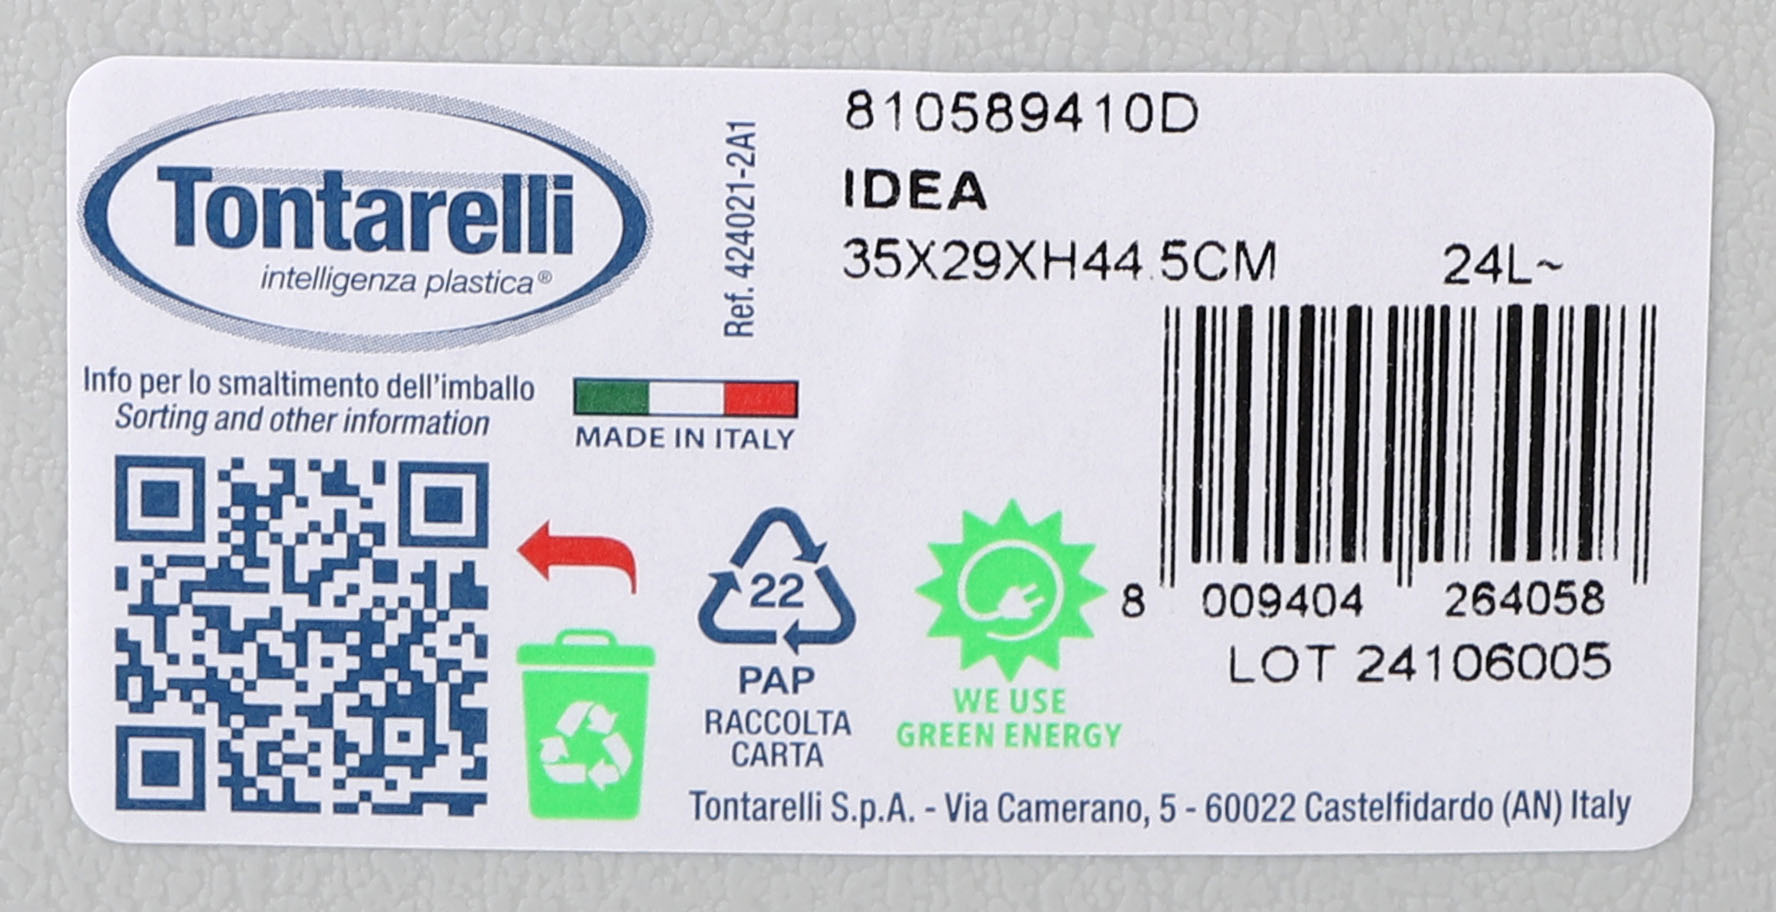 Tontarelli
intelligenza plastica®
Ref. 424021-2A1
810589410D
IDEA
35X29XH44.5CM 24L~
Info per lo smaltimento dell'imballo
Sorting and other information
MADE IN ITALY
22
PAP
RACCOLTA
CARTA
WE USE
GREEN ENERGY
8 009404 264058
LOT 24106005
Tontarelli S.p.A. - Via Camerano, 5 - 60022 Castelfidardo (AN) Italy